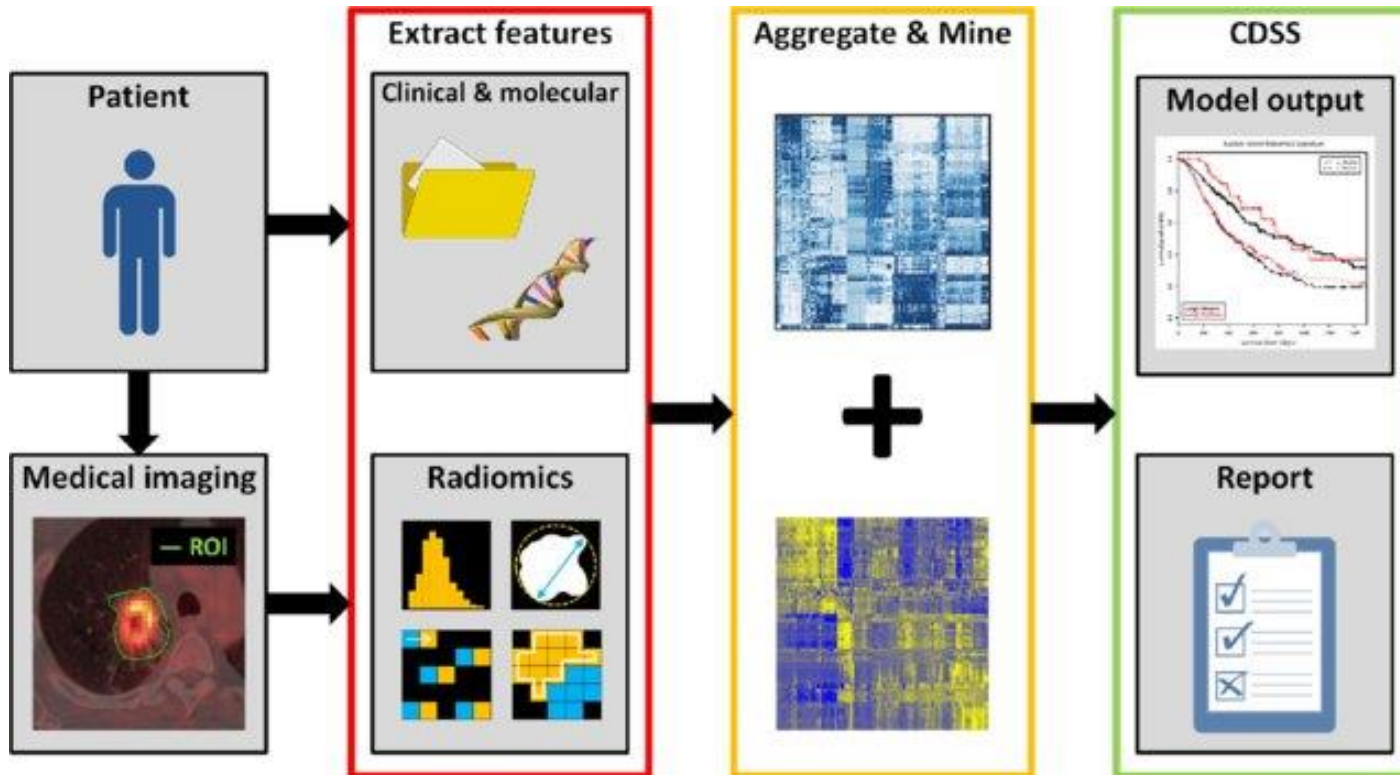 Patient
Medical imaging
— ROI
Extract features
Clinical & molecular
Radiomics
Aggregate & Mine
CDSS
Model output
Report